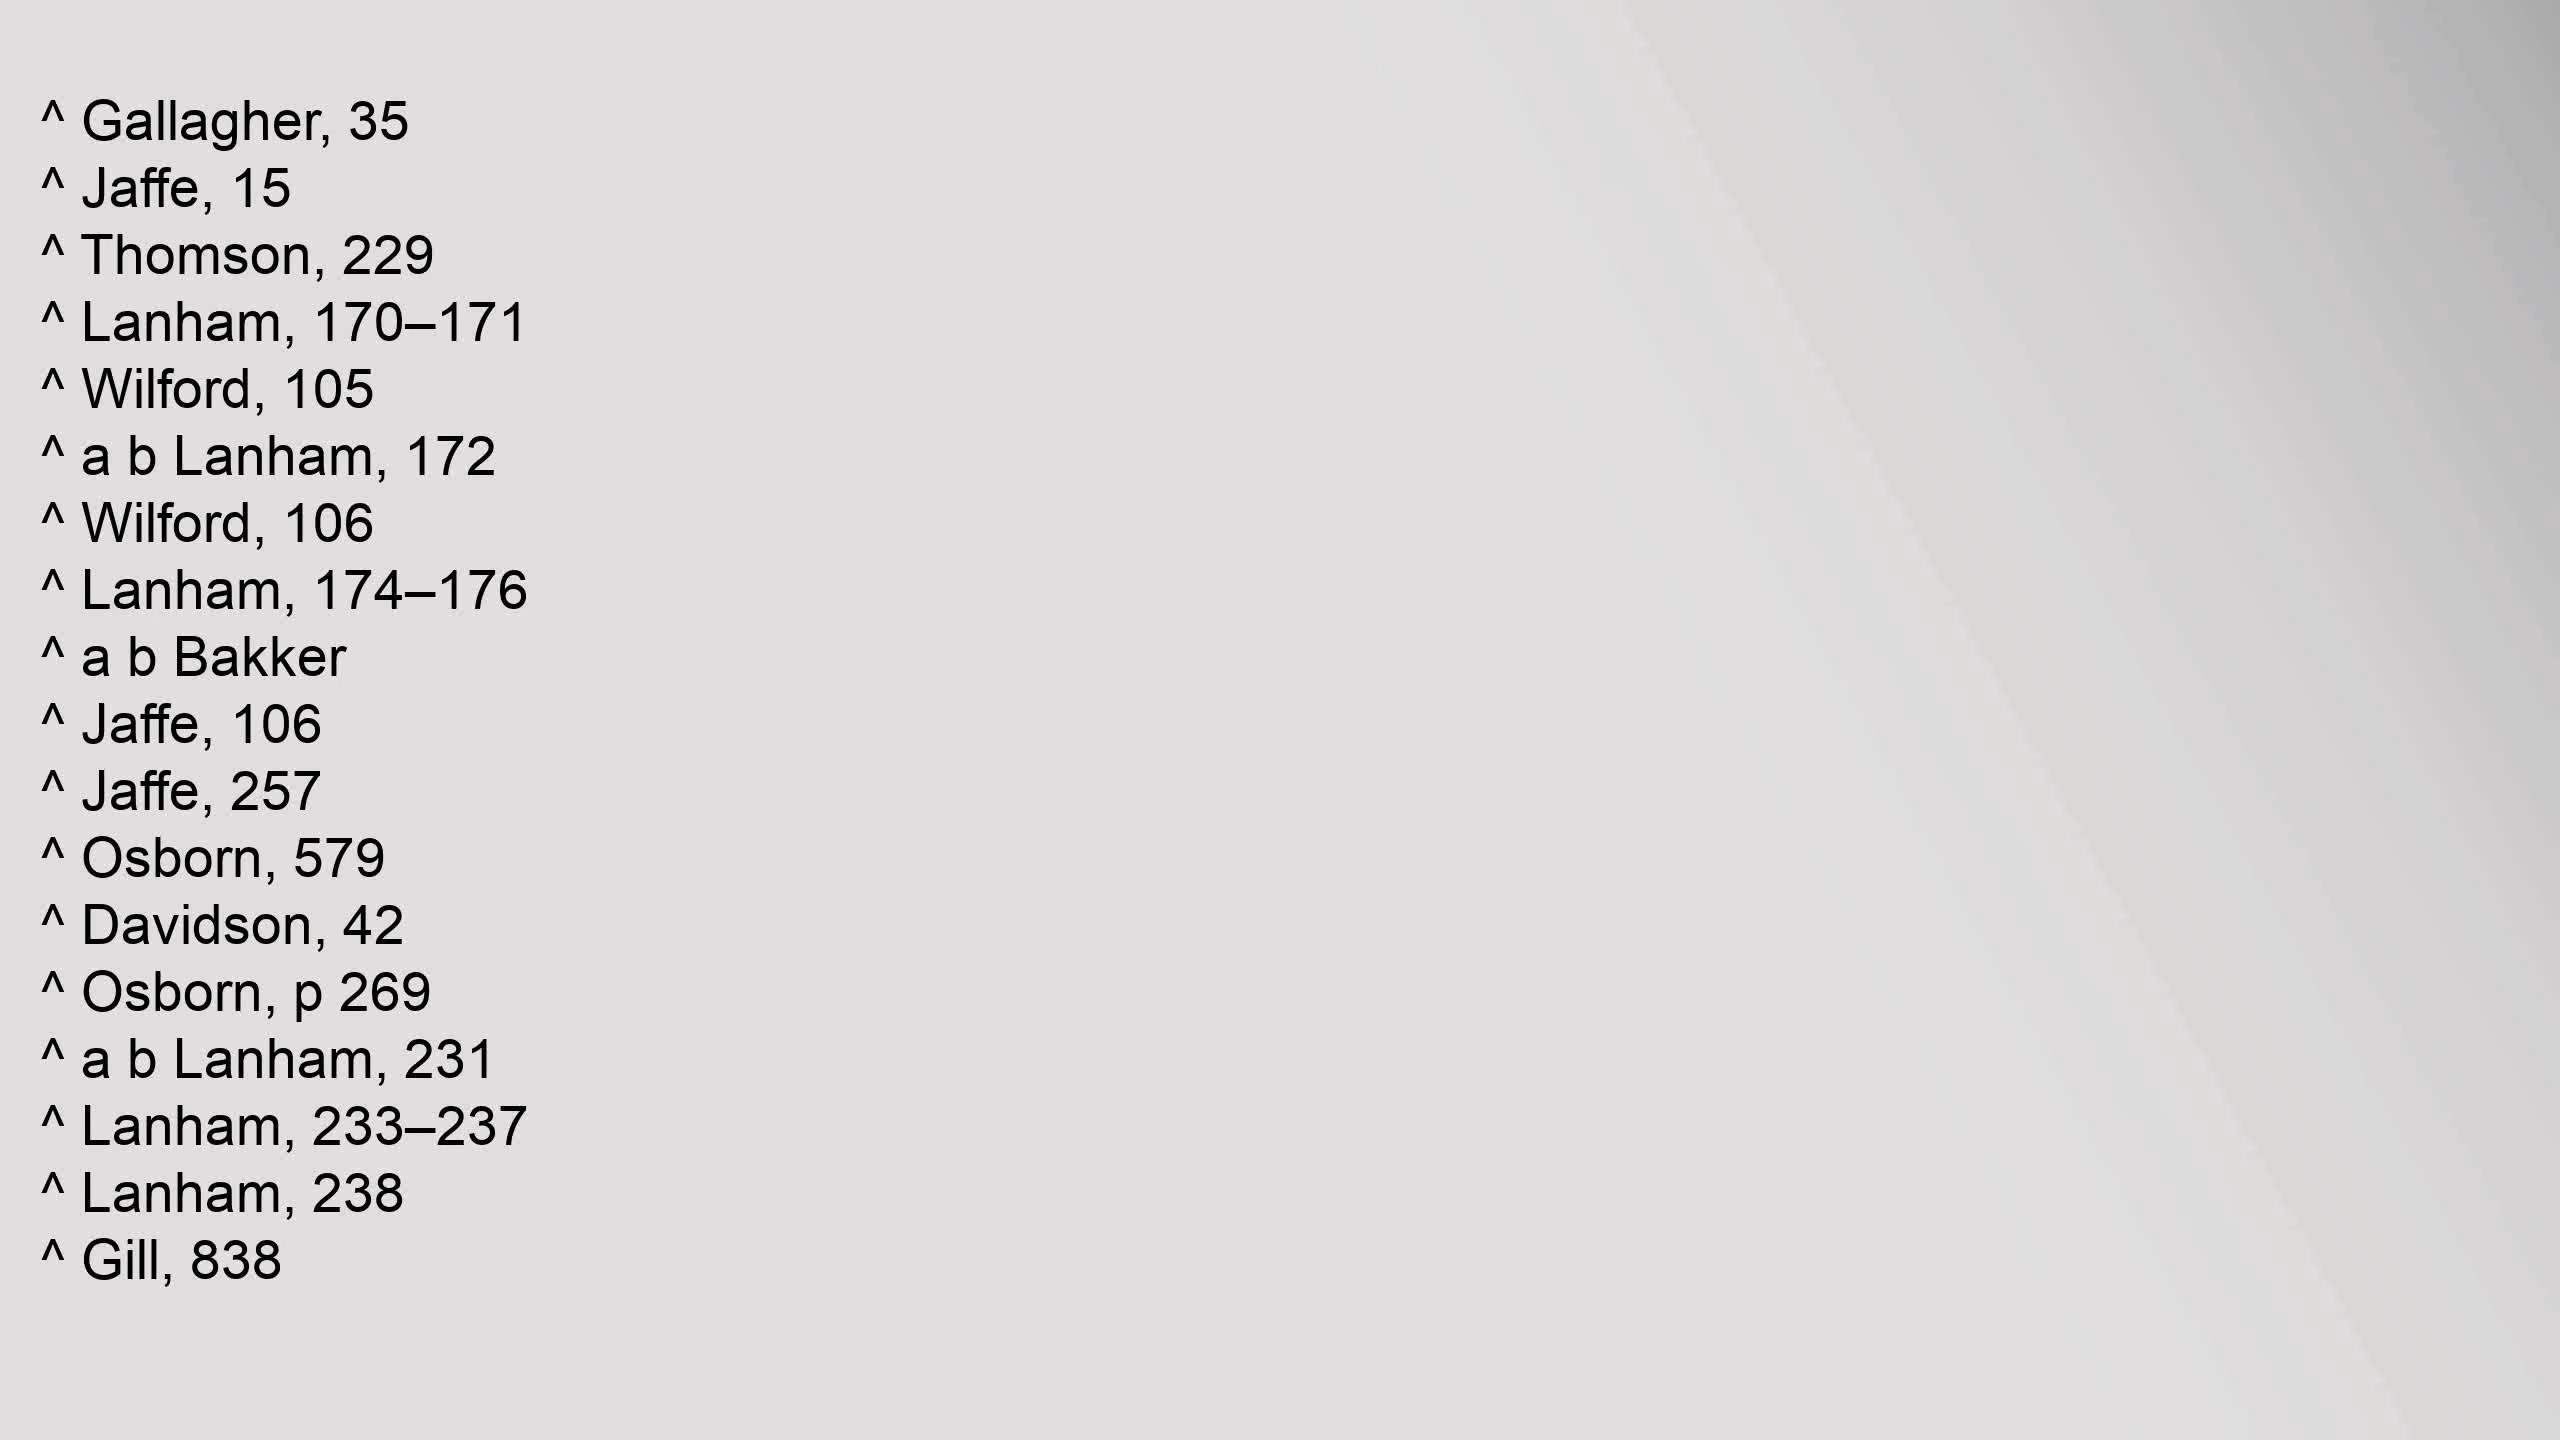 ^ Gallagher, 35
^ Jaffe, 15
^ Thomson, 229
^ Lanham, 170–171
^ Wilford, 105
^ a b Lanham, 172
^ Wilford, 106
^ Lanham, 174–176
^ a b Bakker
^ Jaffe, 106
^ Jaffe, 257
^ Osborn, 579
^ Davidson, 42
^ Osborn, p 269
^ a b Lanham, 231
^ Lanham, 233–237
^ Lanham, 238
^ Gill, 838